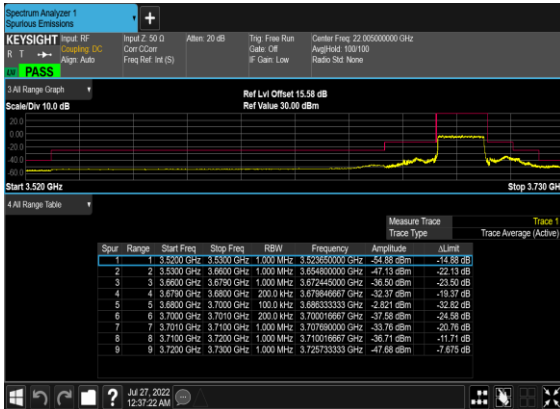 Spectrum Analyzer 1
Spurious Emissions
+
KEYSIGHT Input: RF Input Z: 50 Ω Atten: 20 dB Trig: Free Run Center Freq: 22.005000000 GHz
R T Coupling: DC Corr CCorr Gate: Off Avg|Hold: 100/100
Align: Auto Freq Ref: Int (S) IF Gain: Low Radio Std: None
LXI PASS
3 All Range Graph
Ref Lvl Offset 15.58 dB
Scale/Div 10.0 dB Ref Value 30.00 dBm
20.0
0.00
-20.0
-40.0
-60.0
Start 3.520 GHz Stop 3.730 GH
4 All Range Table
Measure Trace Trace 1
Trace Type Trace Average (Active)
Spur Range Start Freq Stop Freq RBW Frequency Amplitude ΔLimit
1 1 3.5200 GHz 3.5300 GHz 1.000 MHz 3.523650000 GHz -54.88 dBm -14.88 dB
2 2 3.5300 GHz 3.6600 GHz 1.000 MHz 3.654800000 GHz -47.13 dBm -22.13 dB
3 3 3.6600 GHz 3.6790 GHz 1.000 MHz 3.672445000 GHz -36.50 dBm -23.50 dB
4 4 3.6790 GHz 3.6800 GHz 200.0 kHz 3.679846667 GHz -32.37 dBm -19.37 dB
5 5 3.6800 GHz 3.7000 GHz 100.0 kHz 3.686333333 GHz -2.821 dBm -32.82 dB
6 6 3.7000 GHz 3.7010 GHz 200.0 kHz 3.700016667 GHz -37.58 dBm -24.58 dB
7 7 3.7010 GHz 3.7100 GHz 1.000 MHz 3.707690000 GHz -33.76 dBm -20.76 dB
8 8 3.7100 GHz 3.7200 GHz 1.000 MHz 3.710016667 GHz -36.71 dBm -11.71 dB
9 9 3.7200 GHz 3.7300 GHz 1.000 MHz 3.725733333 GHz -47.68 dBm -7.675 dB
? Jul 27, 2022
12:37:22 AM